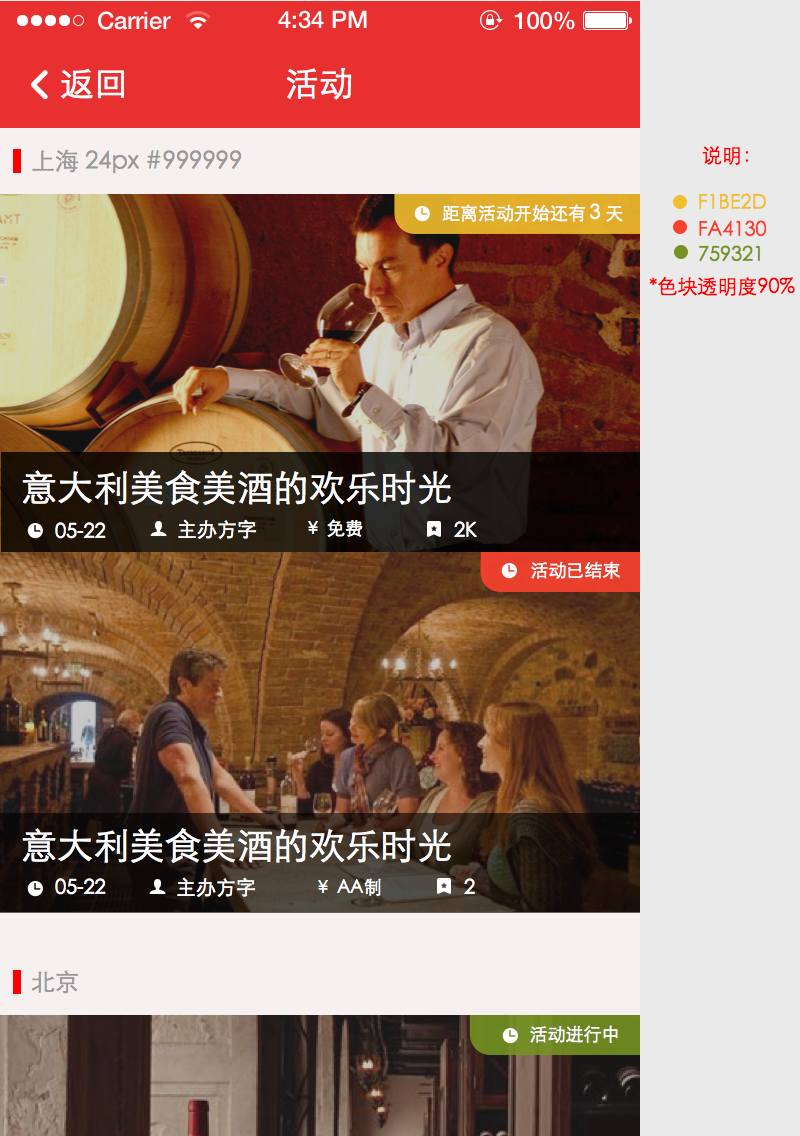 Carrier 4:34 PM 100%
返回 活动
上海 24px #999999
说明：
F1BE2D
FA4130
759321
*色块透明度90%
距离活动开始还有 3 天
意大利美食美酒的欢乐时光
05-22 主办方字 ¥ 免费 2K
活动已结束
意大利美食美酒的欢乐时光
05-22 主办方字 ¥ AA制 2
北京
活动进行中